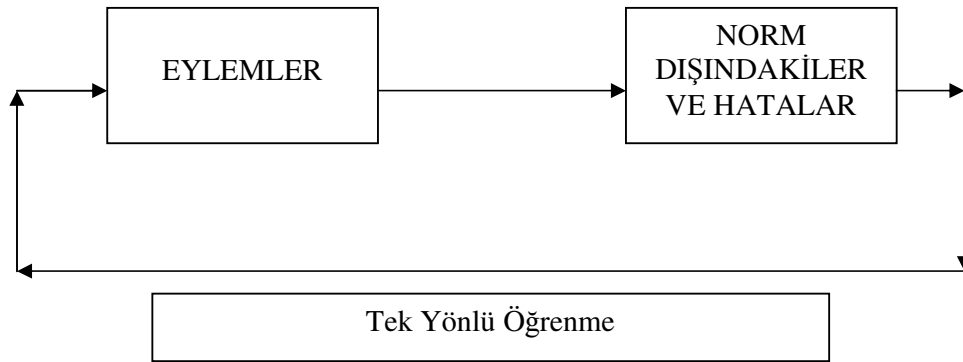 EYLEMLER
NORM
DIŞINDAKİLER
VE HATALAR
Tek Yönlü Öğrenme